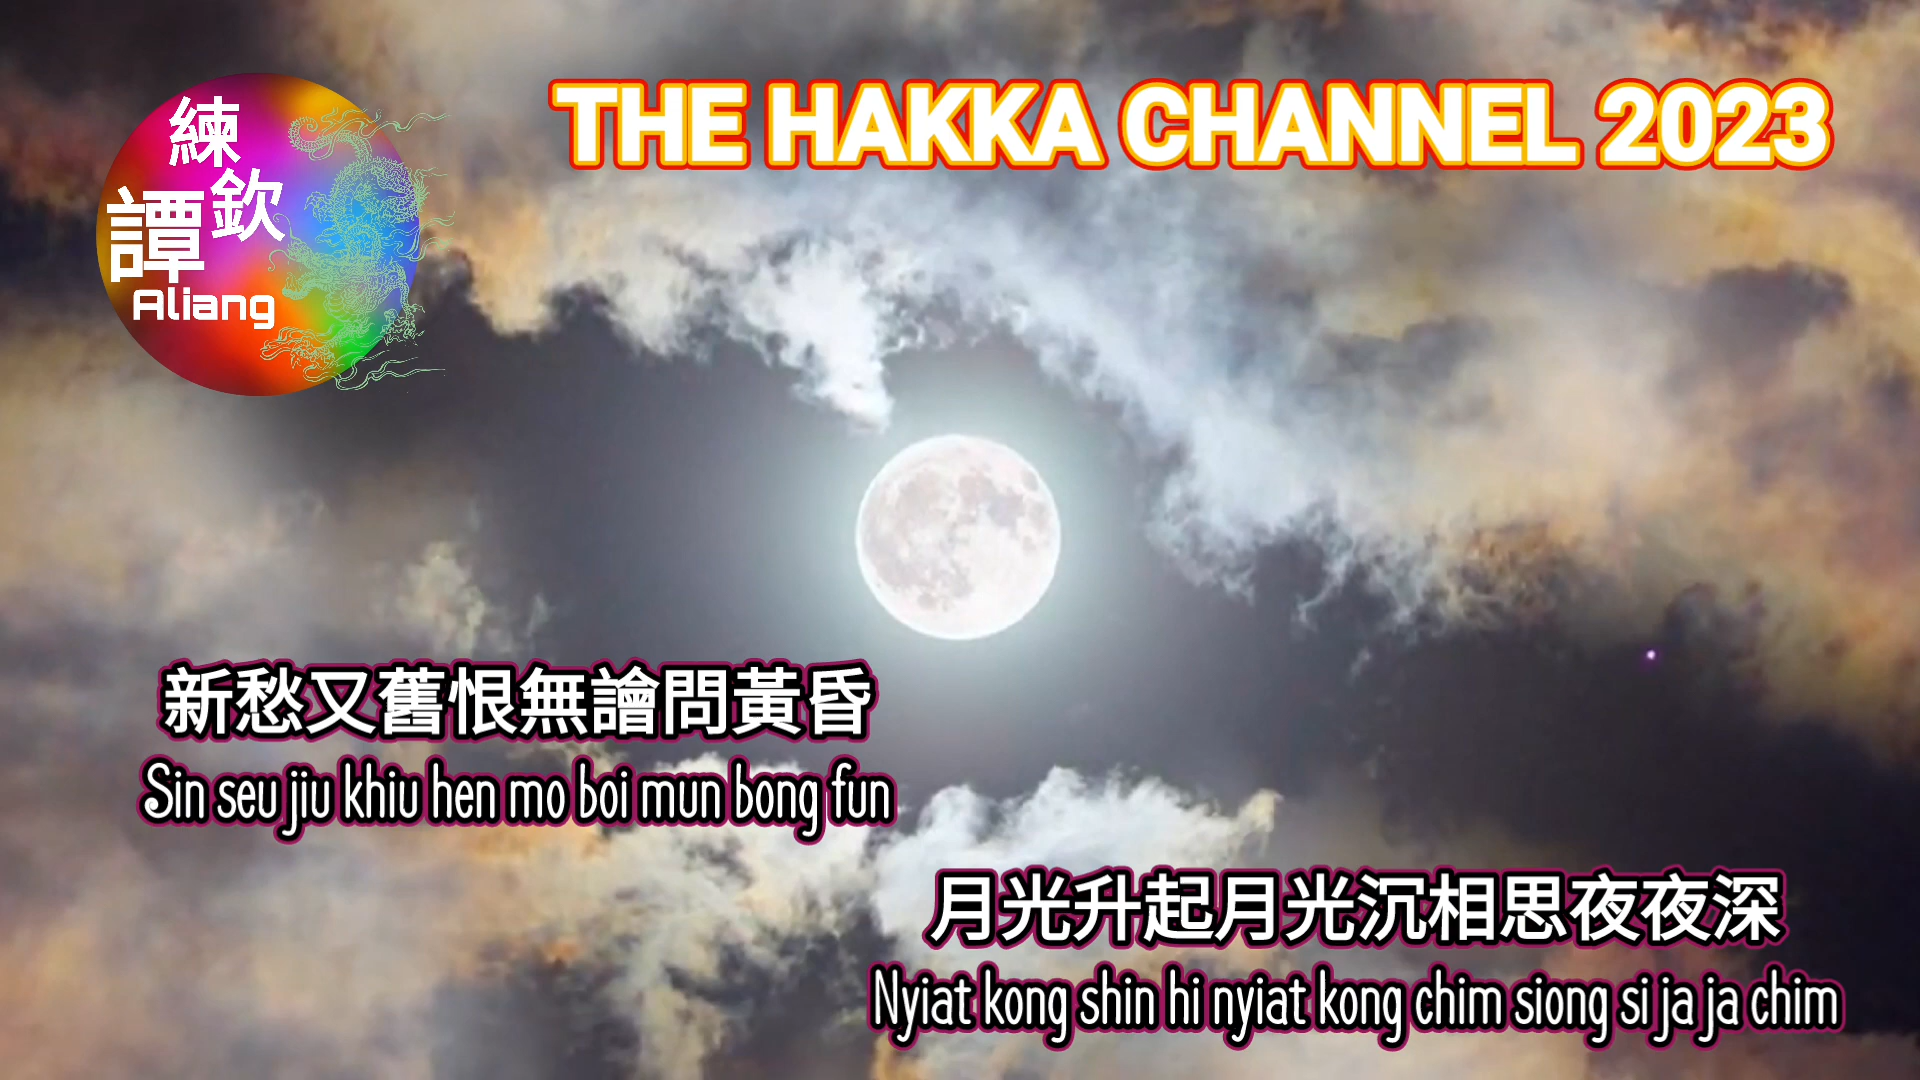 THE HAKKA CHANNEL 2023
練
欽
譚
Aliang
新愁又舊恨無譮問黃昏
Sin seu jiu khiu hen mo boi mun bong fun
月光升起月光沉相思夜夜深
Nyiat kong shin hi nyiat kong chim siong si ja ja chim